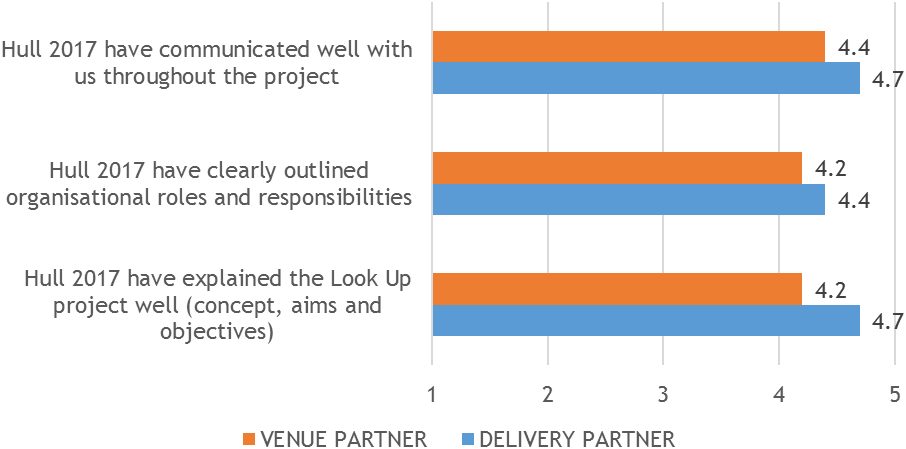 Hull 2017 have communicated well with
us throughout the project
4.4
4.7
Hull 2017 have clearly outlined
organisational roles and responsibilities
4.2
4.4
Hull 2017 have explained the Look Up
project well (concept, aims and
objectives)
4.2
4.7
1 2 3 4 5
VENUE PARTNER DELIVERY PARTNER